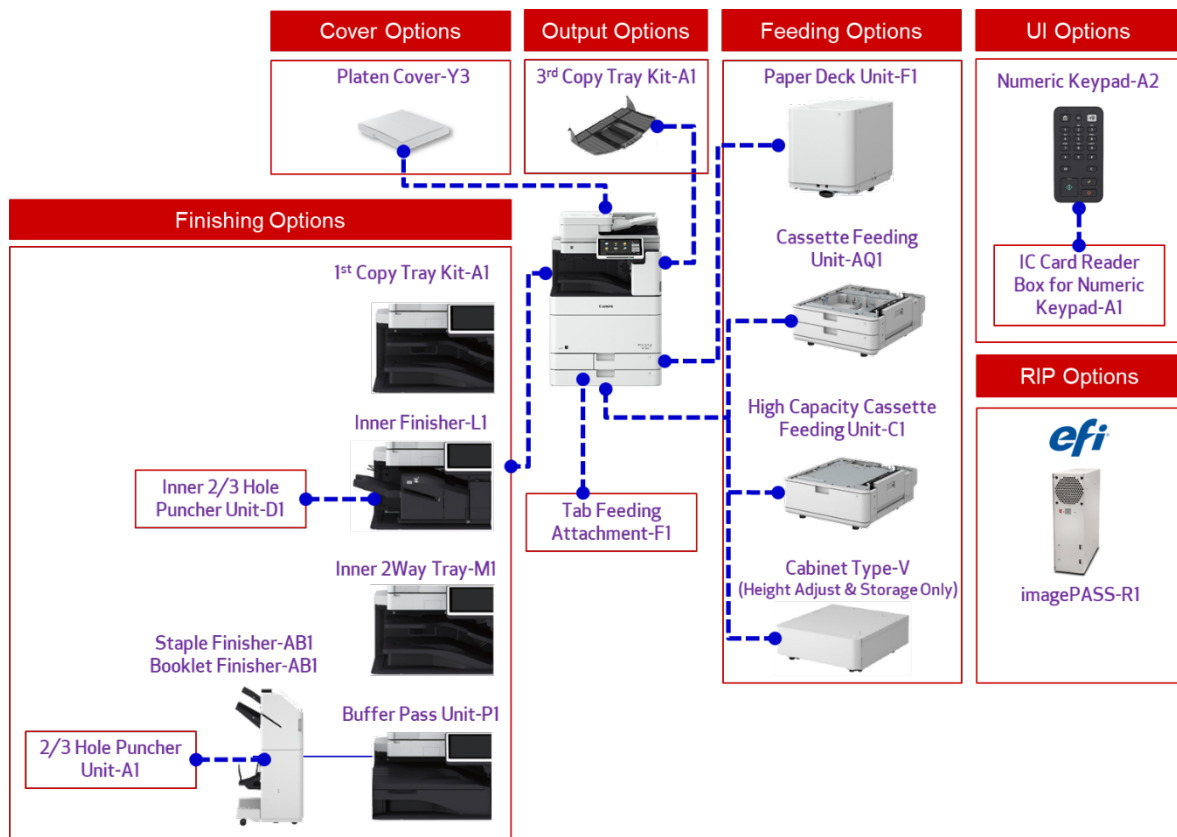 Cover Options
Output Options
Feeding Options
UI Options
Platen Cover-Y3
3rd Copy Tray Kit-A1
Paper Deck Unit-F1
Numeric Keypad-A2
Finishing Options
1st Copy Tray Kit-A1
Cassette Feeding
Unit-AQ1
IC Card Reader
Box for Numeric
Keypad-A1
Canon
RIP Options
Inner Finisher-L1
High Capacity Cassette
Feeding Unit-C1
efi
Inner 2/3 Hole
Puncher Unit-D1
Tab Feeding
Attachment-F1
Inner 2Way Tray-M1
Cabinet Type-V
(Height Adjust & Storage Only)
imagePASS-R1
Staple Finisher-AB1
Booklet Finisher-AB1
Buffer Pass Unit-P1
2/3 Hole Puncher
Unit-A1